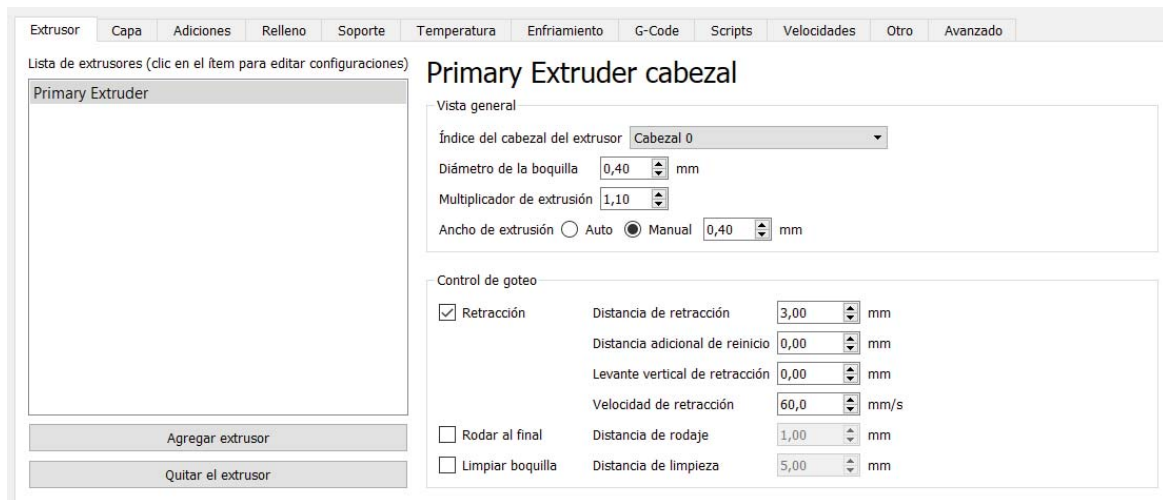 Extrusor Capa Adiciones Relleno Soporte Temperatura Enfriamiento G-Code Scripts Velocidades Otro Avanzado
Lista de extrusores (clic en el ítem para editar configuraciones)
Primary Extruder
Agregar extrusor
Quitar el extrusor
Primary Extruder cabezal
Vista general
Índice del cabezal del extrusor Cabezal 0
Diámetro de la boquilla 0,40 mm
Multiplicador de extrusión 1,10
Ancho de extrusión Auto Manual 0,40 mm
Control de goteo
Retracción Distancia de retracción 3,00 mm
Distancia adicional de reinicio 0,00 mm
Levante vertical de retracción 0,00 mm
Velocidad de retracción 60,0 mm/s
Rodar al final Distancia de rodaje 1,00 mm
Limpiar boquilla Distancia de limpieza 5,00 mm